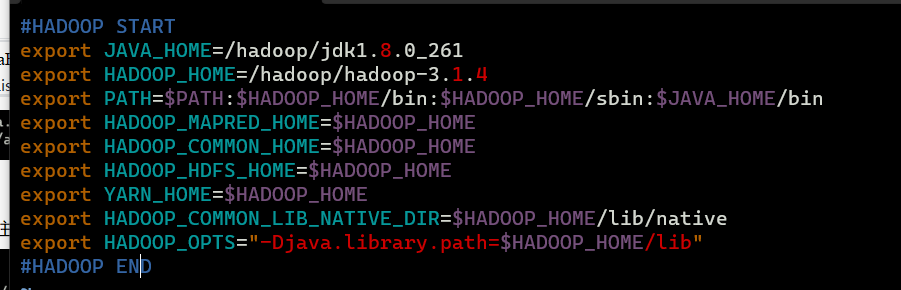 #HADOOP START
export JAVA_HOME=/hadoop/jdk1.8.0_261
export HADOOP_HOME=/hadoop/hadoop-3.1.4
export PATH=$PATH:$HADOOP_HOME/bin:$HADOOP_HOME/sbin:$JAVA_HOME/bin
export HADOOP_MAPRED_HOME=$HADOOP_HOME
export HADOOP_COMMON_HOME=$HADOOP_HOME
export HADOOP_HDFS_HOME=$HADOOP_HOME
export YARN_HOME=$HADOOP_HOME
export HADOOP_COMMON_LIB_NATIVE_DIR=$HADOOP_HOME/lib/native
export HADOOP_OPTS="-Djava.library.path=$HADOOP_HOME/lib"
#HADOOP END